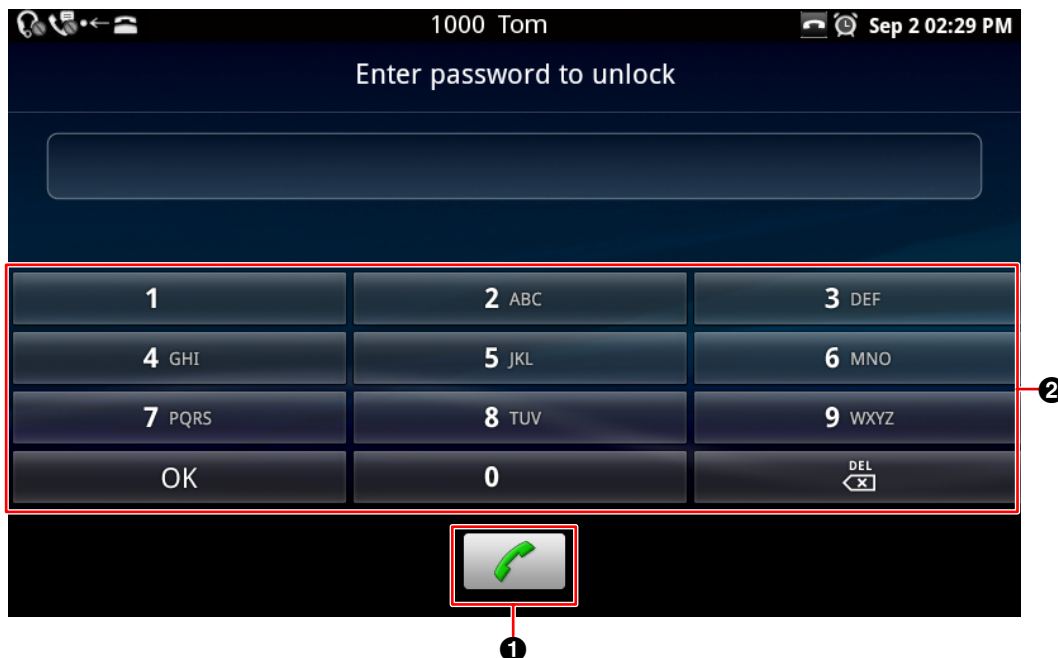 1000 Tom Sep 2 02:29 PM
Enter password to unlock
1 2 ABC 3 DEF
4 GHI 5 JKL 6 MNO
7 PQRS 8 TUV 9 WXYZ
OK 0 DEL
2
1